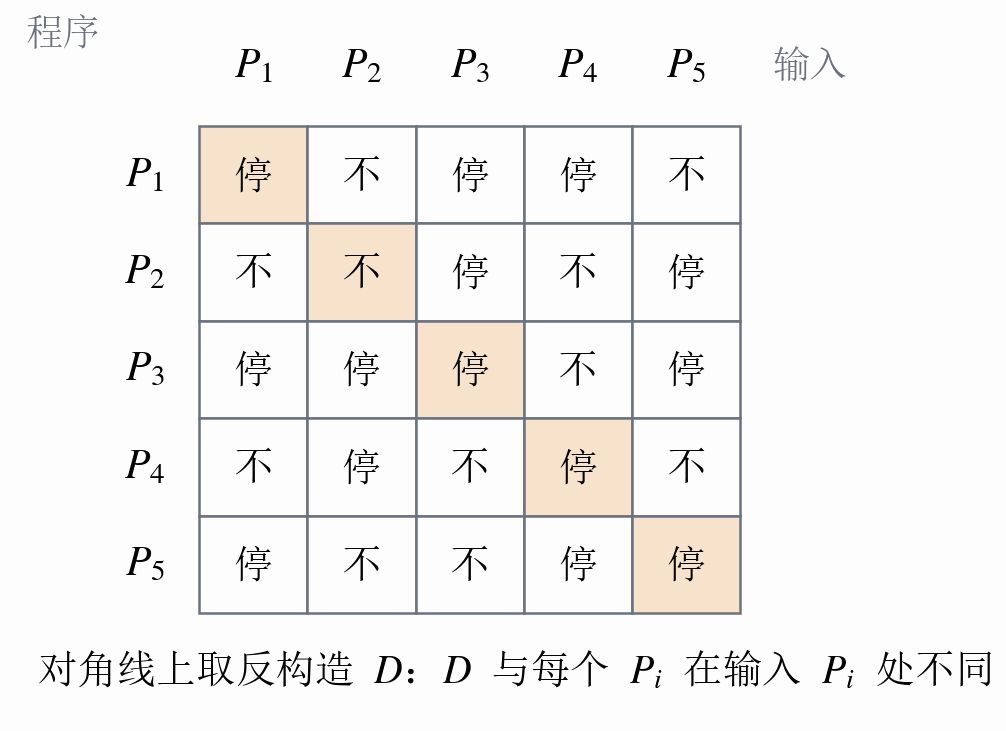 程序
P₁ P₂ P₃ P₄ P₅ 输入
P₁ 停 不 停 停 不
P₂ 不 不 停 不 停
P₃ 停 停 停 不 停
P₄ 不 停 不 停 不
P₅ 停 不 不 停 停
对角线上取反构造 D：D 与每个 Pᵢ 在输入 Pᵢ 处不同